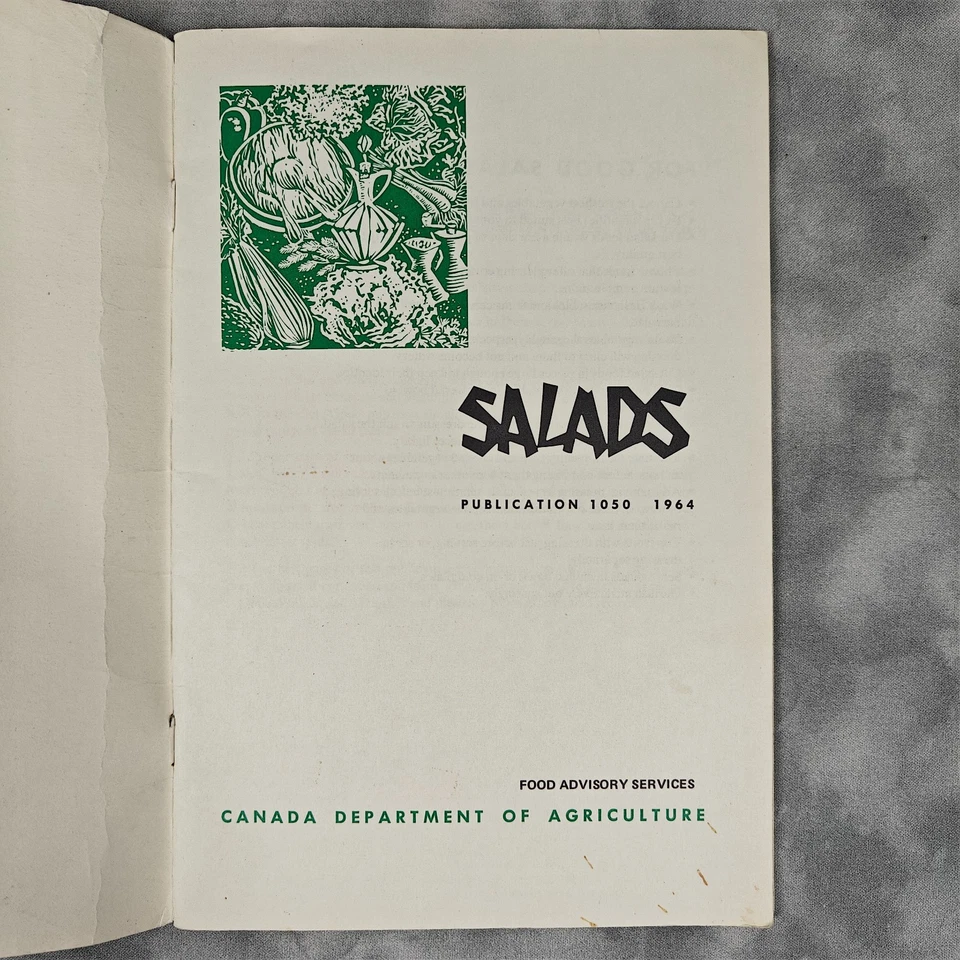 SALADS
PUBLICATION 1050 1964
FOOD ADVISORY SERVICES
CANADA DEPARTMENT OF AGRICULTURE